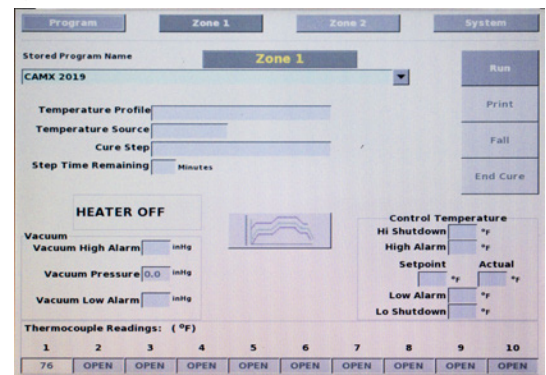 Program Zone 1 Zone 2 System
Stored Program Name
Zone 1
Run
CAMX 2019
Print
Temperature Profile
Temperature Source
Fall
Cure Step
Step Time Remaining Minutes
End Cure
HEATER OFF
Control Temperature
Hi Shutdown °F
Vacuum
Vacuum High Alarm inHg
High Alarm °F
Setpoint Actual
Vacuum Pressure 0.0 inHg
°F °F
Vacuum Low Alarm inHg
Low Alarm °F
Lo Shutdown °F
Thermocouple Readings: (°F)
1 2 3 4 5 6 7 8 9 10
76 OPEN OPEN OPEN OPEN OPEN OPEN OPEN OPEN OPEN